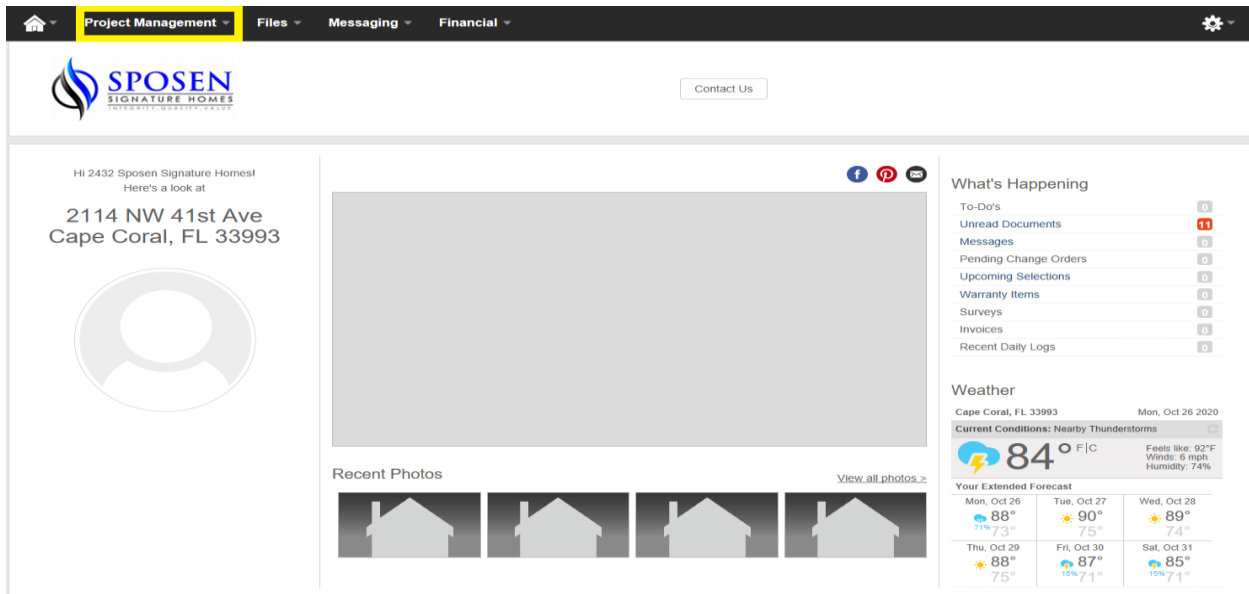 Project Management Files Messaging Financial
SPOSEN
SIGNATURE HOMES
INTEGRITY.QUALITY.VALUE
Contact Us
Hi 2432 Sposen Signature Homes!
Here's a look at
2114 NW 41st Ave
Cape Coral, FL 33993
Recent Photos
View all photos >
What's Happening
To-Do's 0
Unread Documents 11
Messages 0
Pending Change Orders 0
Upcoming Selections 0
Warranty Items 0
Surveys 0
Invoices 0
Recent Daily Logs 0
Weather
Cape Coral, FL 33993 Mon, Oct 26 2020
Current Conditions: Nearby Thunderstorms
84° F|C
Feels like: 92°F
Winds: 6 mph
Humidity: 74%
Your Extended Forecast
Mon, Oct 26 Tue, Oct 27 Wed, Oct 28
88° 90° 89°
71% 73° 75° 74°
Thu, Oct 29 Fri, Oct 30 Sat, Oct 31
88° 87° 85°
75° 15% 71° 15% 71°